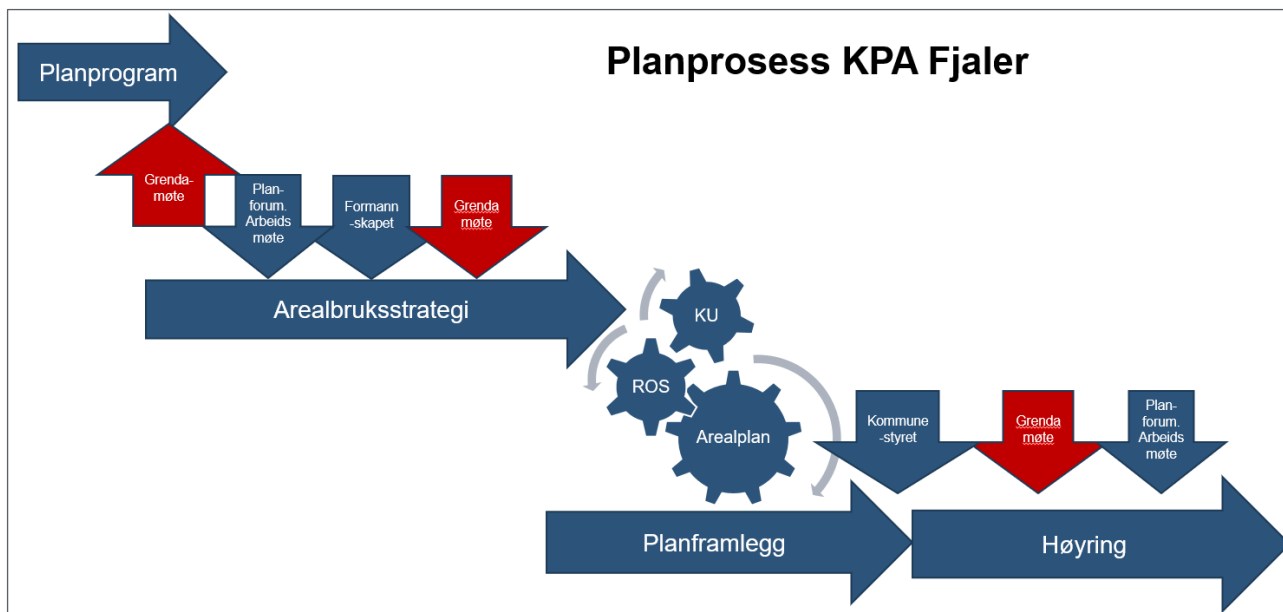 Planprosess KPA Fjaler
Planprogram
Grenda-
møte
Plan-
forum.
Arbeids
møte
Formann
-skapet
Grenda
møte
Arealbruksstrategi
KU
ROS
Arealplan
Kommune
-styret
Grenda
møte
Plan-
forum.
Arbeids
møte
Planframlegg
Høyring